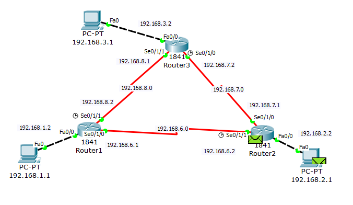 Fa0
192.168.3.2
PC-PT
192.168.3.1
Fa0/0
Se0/1/1
Se0/1/0
1841
Router3
192.168.8.1
192.168.7.2
192.168.8.0
192.168.7.0
192.168.8.2
192.168.7.1
Se0/1/1
Se0/1/0
192.168.1.2
192.168.6.0
Fa0/0
Se0/1/0
Se0/1/1
Fa0/0
192.168.2.2
1841
Router1
192.168.6.1
192.168.6.2
1841
Router2
Fa0
Fa0
PC-PT
192.168.1.1
PC-PT
192.168.2.1